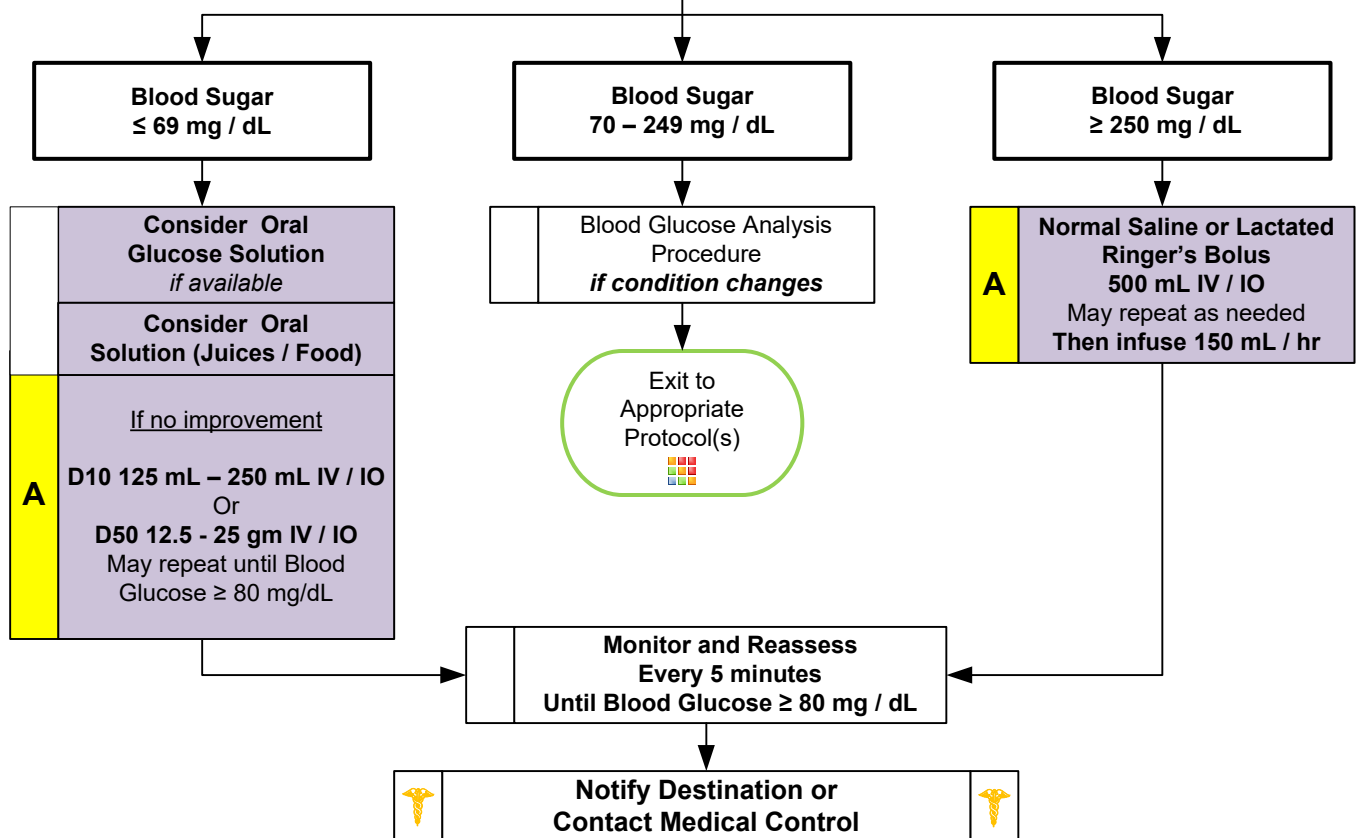 Blood Sugar
≤ 69 mg / dL
Blood Sugar
70 – 249 mg / dL
Blood Sugar
≥ 250 mg / dL
Consider Oral
Glucose Solution
if available
Consider Oral
Solution (Juices / Food)
A
If no improvement
D10 125 mL – 250 mL IV / IO
Or
D50 12.5 - 25 gm IV / IO
May repeat until Blood
Glucose ≥ 80 mg/dL
Blood Glucose Analysis
Procedure
if condition changes
Exit to
Appropriate
Protocol(s)
A
Normal Saline or Lactated
Ringer’s Bolus
500 mL IV / IO
May repeat as needed
Then infuse 150 mL / hr
Monitor and Reassess
Every 5 minutes
Until Blood Glucose ≥ 80 mg / dL
Notify Destination or
Contact Medical Control